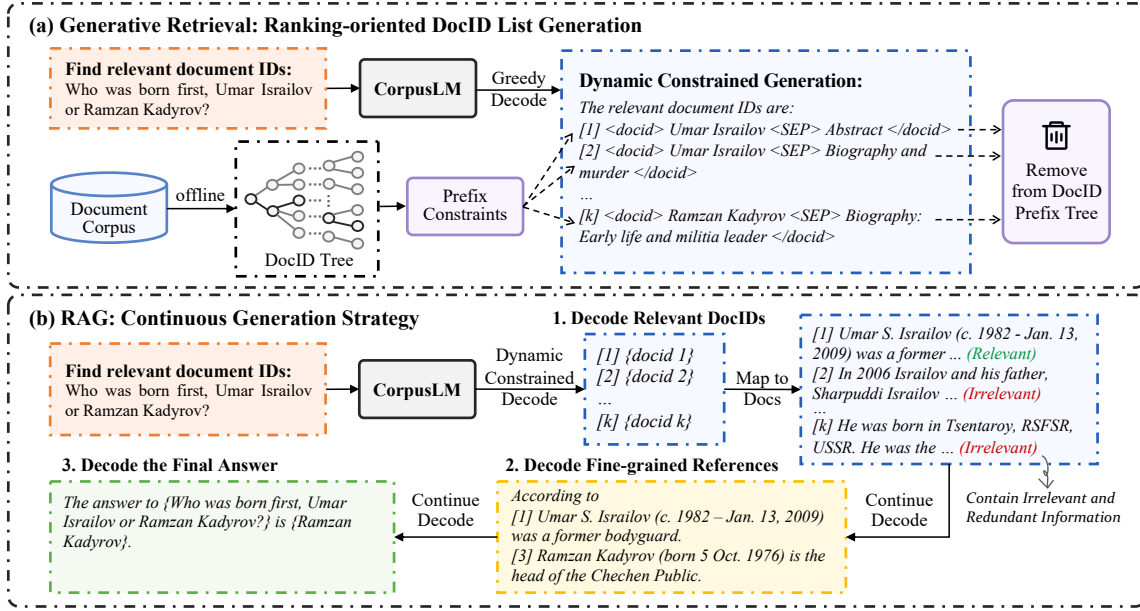 (a) Generative Retrieval: Ranking-oriented DocID List Generation
Find relevant document IDs:
Who was born first, Umar Israilov
or Ramzan Kadyrov?
CorpusLM
Greedy
Decode
Dynamic Constrained Generation:
The relevant document IDs are:
[1] <docid> Umar Israilov <SEP> Abstract </docid>
[2] <docid> Umar Israilov <SEP> Biography and
murder </docid>
...
[k] <docid> Ramzan Kadyrov <SEP> Biography:
Early life and militia leader </docid>
Remove
from DocID
Prefix Tree
Document
Corpus
offline
DocID Tree
Prefix
Constraints
(b) RAG: Continuous Generation Strategy
Find relevant document IDs:
Who was born first, Umar Israilov
or Ramzan Kadyrov?
CorpusLM
Dynamic
Constrained
Decode
1. Decode Relevant DocIDs
[1] {docid 1}
[2] {docid 2}
...
[k] {docid k}
Map to
Docs
[1] Umar S. Israilov (c. 1982 - Jan. 13,
2009) was a former ... (Relevant)
[2] In 2006 Israilov and his father,
Sharpuddi Israilov ... (Irrelevant)
...
[k] He was born in Tsentaroy, RSFSR,
USSR. He was the ... (Irrelevant)
Contain Irrelevant and
Redundant Information
Continue
Decode
2. Decode Fine-grained References
According to
[1] Umar S. Israilov (c. 1982 – Jan. 13, 2009)
was a former bodyguard.
[3] Ramzan Kadyrov (born 5 Oct. 1976) is the
head of the Chechen Public.
Continue
Decode
3. Decode the Final Answer
The answer to {Who was born first, Umar
Israilov or Ramzan Kadyrov?} is {Ramzan
Kadyrov}.